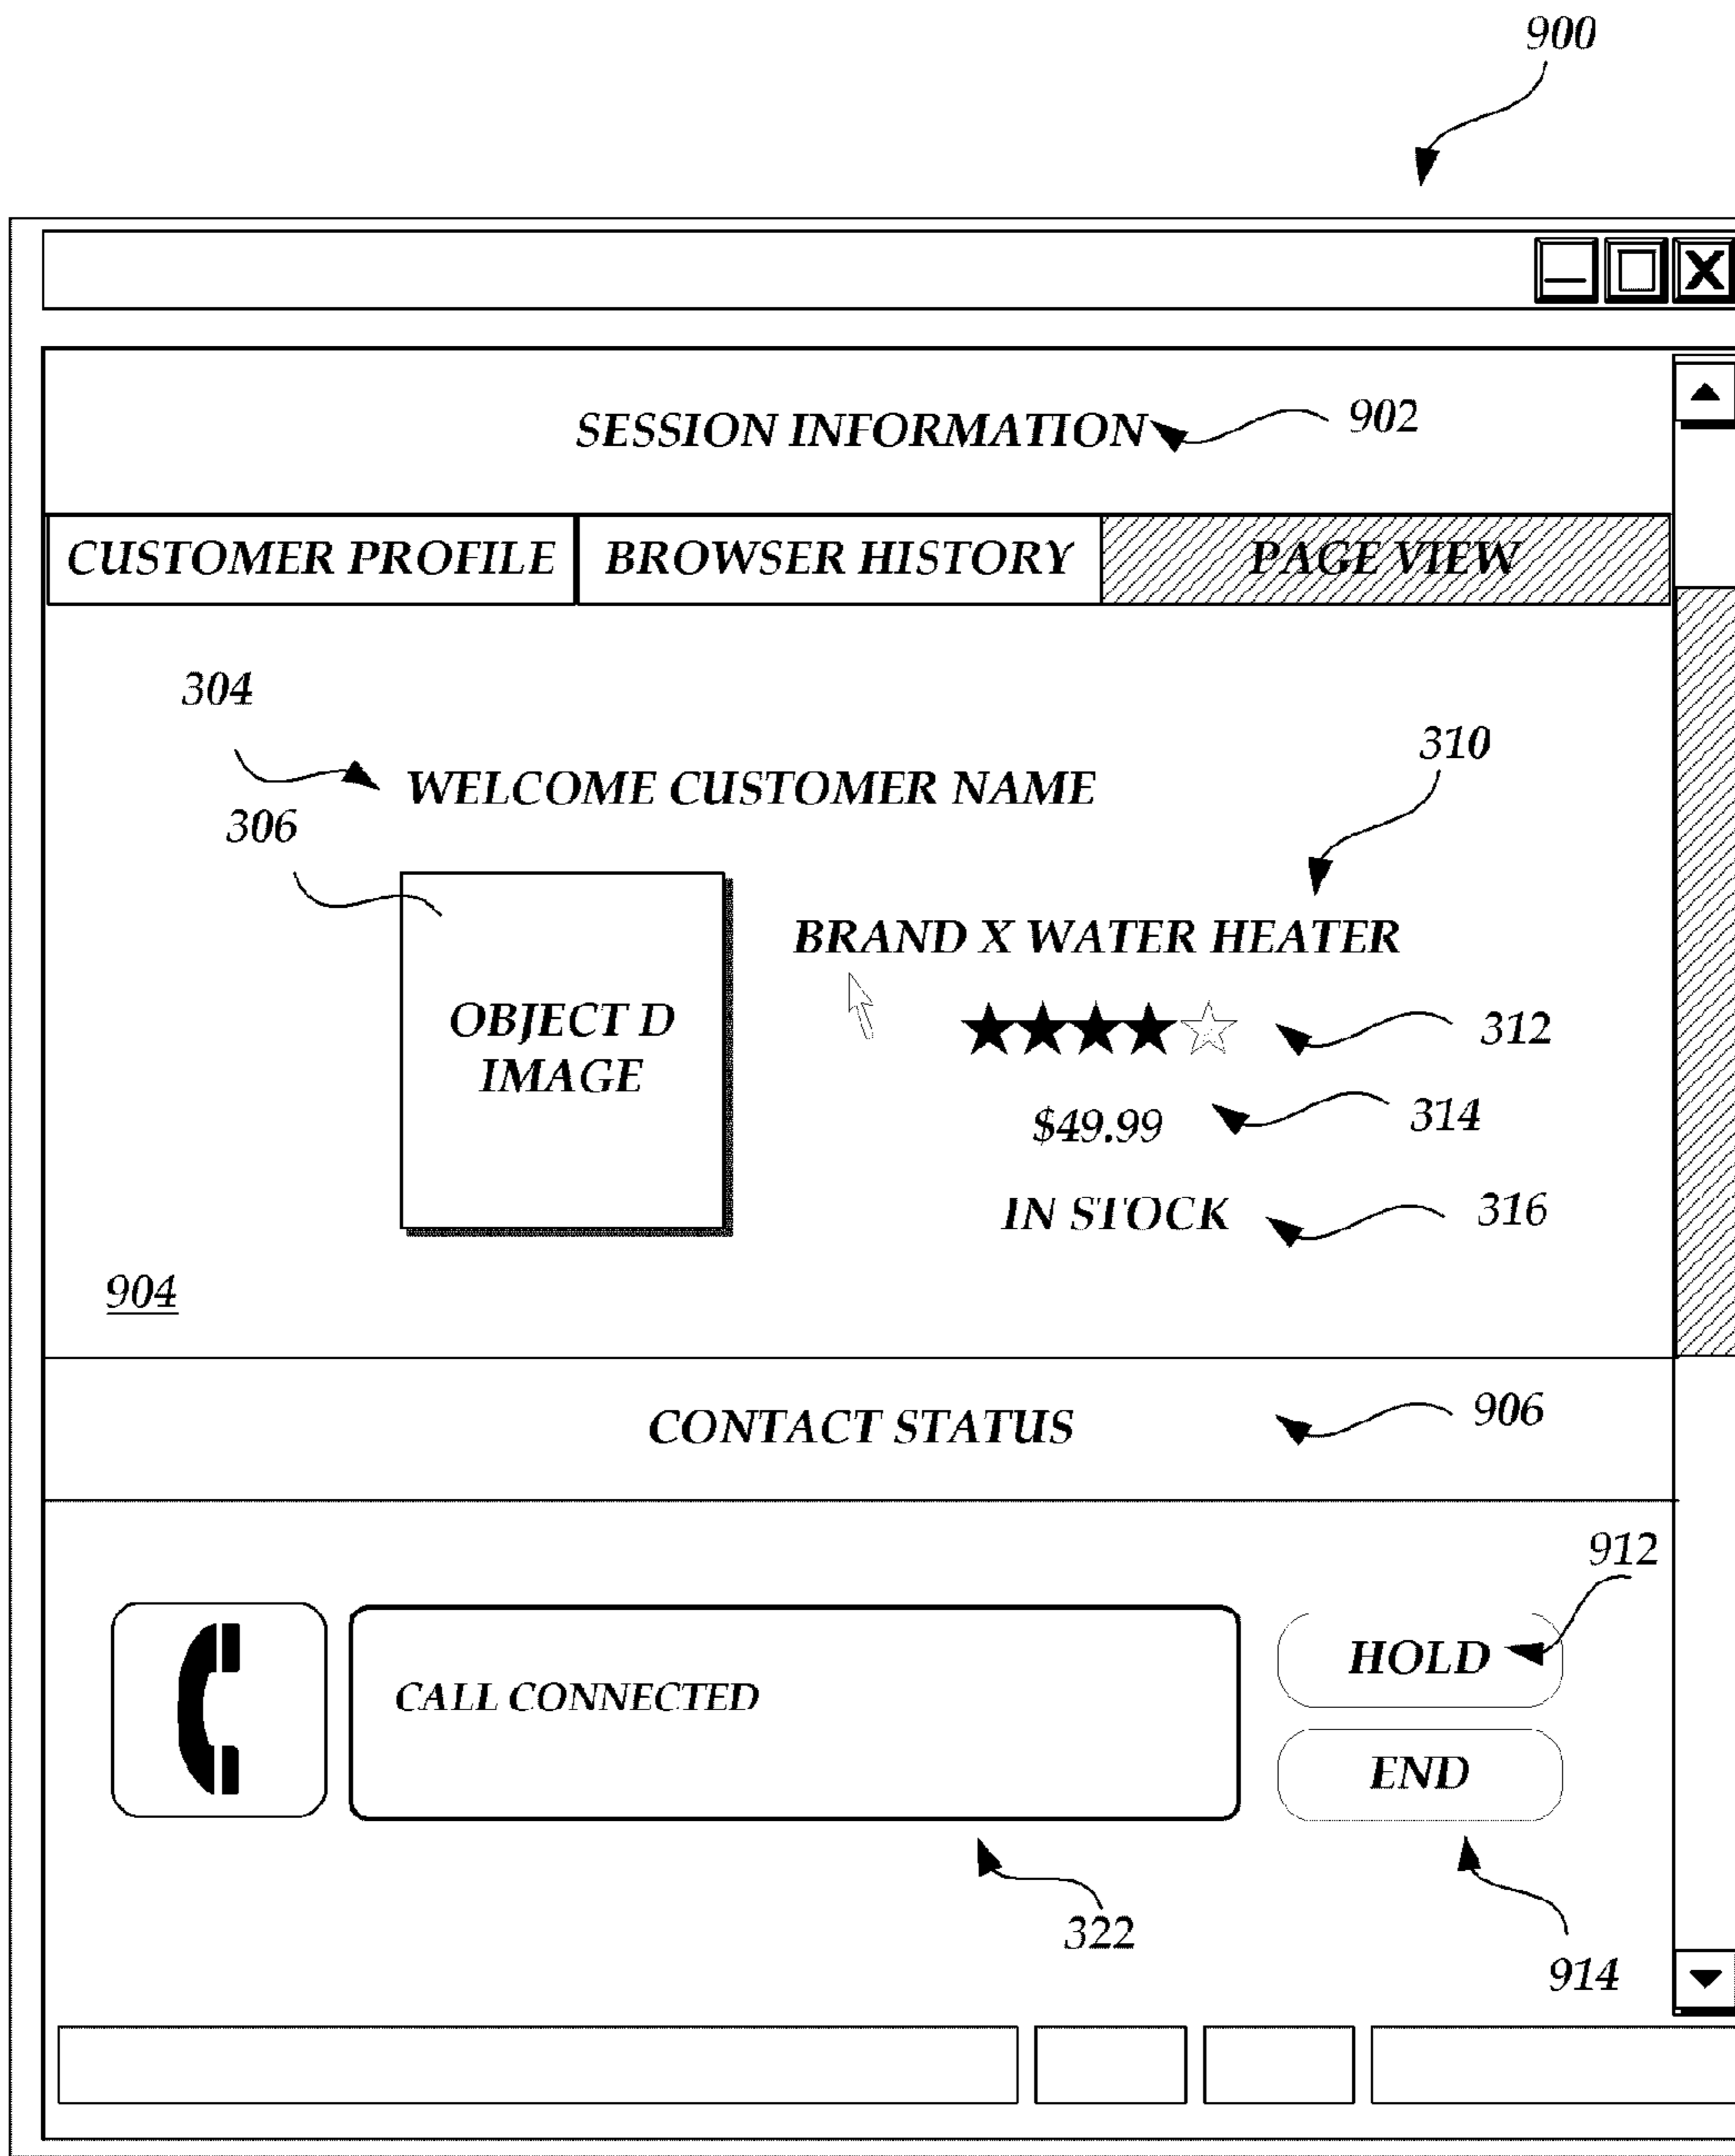 900
SESSION INFORMATION 902
CUSTOMER PROFILE BROWSER HISTORY PAGE VIEW
304
310
WELCOME CUSTOMER NAME
306
BRAND X WATER HEATER
OBJECT D
IMAGE
312
$49.99 314
IN STOCK 316
904
CONTACT STATUS 906
912
HOLD
CALL CONNECTED
END
322
914